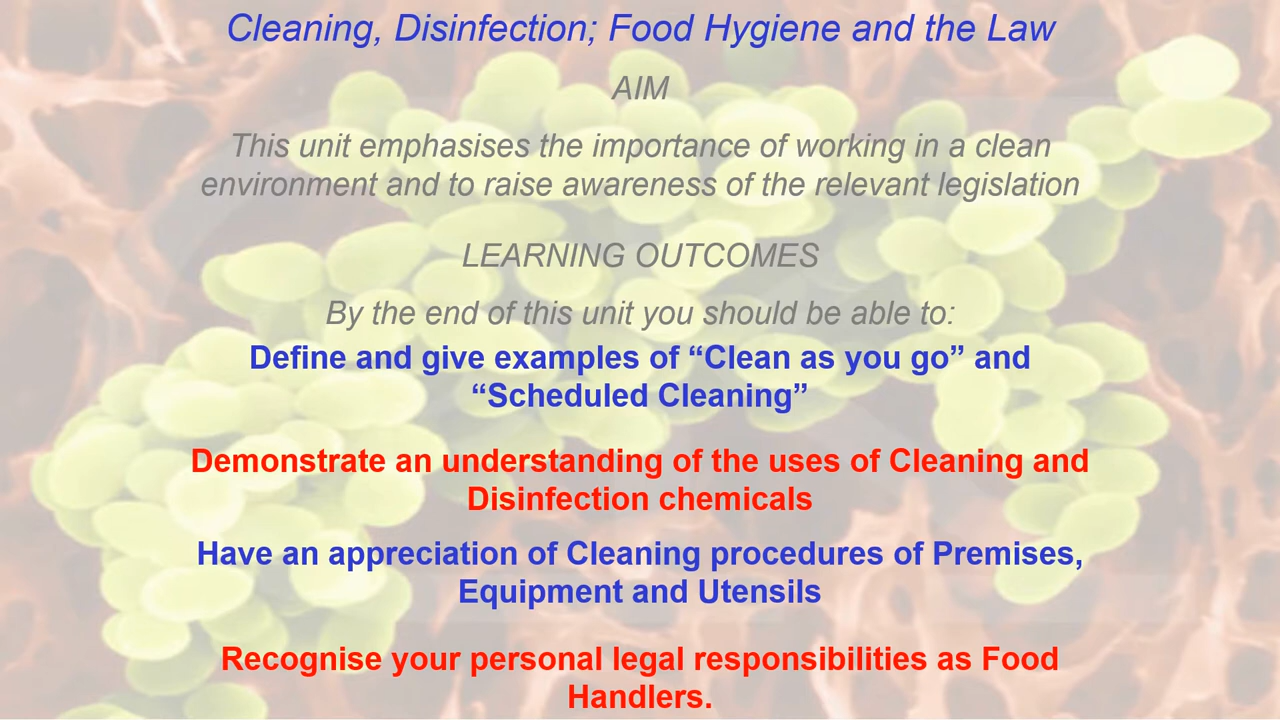 Cleaning, Disinfection; Food Hygiene and the Law
AIM
This unit emphasises the importance of working in a clean
environment and to raise awareness of the relevant legislation
LEARNING OUTCOMES
By the end of this unit you should be able to:
Define and give examples of “Clean as you go” and
“Scheduled Cleaning”
Demonstrate an understanding of the uses of Cleaning and
Disinfection chemicals
Have an appreciation of Cleaning procedures of Premises,
Equipment and Utensils
Recognise your personal legal responsibilities as Food
Handlers.